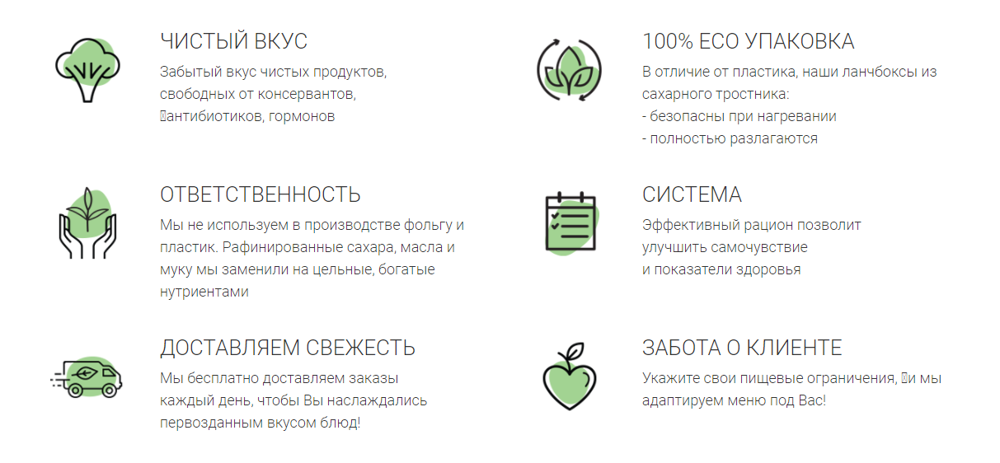 ЧИСТЫЙ ВКУС
Забытый вкус чистых продуктов,
свободных от консервантов,
антибиотиков, гормонов
100% ECO УПАКОВКА
В отличие от пластика, наши ланчбоксы из
сахарного тростника:
- безопасны при нагревании
- полностью разлагаются
ОТВЕТСТВЕННОСТЬ
Мы не используем в производстве фольгу и
пластик. Рафинированные сахара, масла и
муку мы заменили на цельные, богатые
нутриентами
СИСТЕМА
Эффективный рацион позволит
улучшить самочувствие
и показатели здоровья
ДОСТАВЛЯЕМ СВЕЖЕСТЬ
Мы бесплатно доставляем заказы
каждый день, чтобы Вы наслаждались
первозданным вкусом блюд!
ЗАБОТА О КЛИЕНТЕ
Укажите свои пищевые ограничения, и мы
адаптируем меню под Вас!